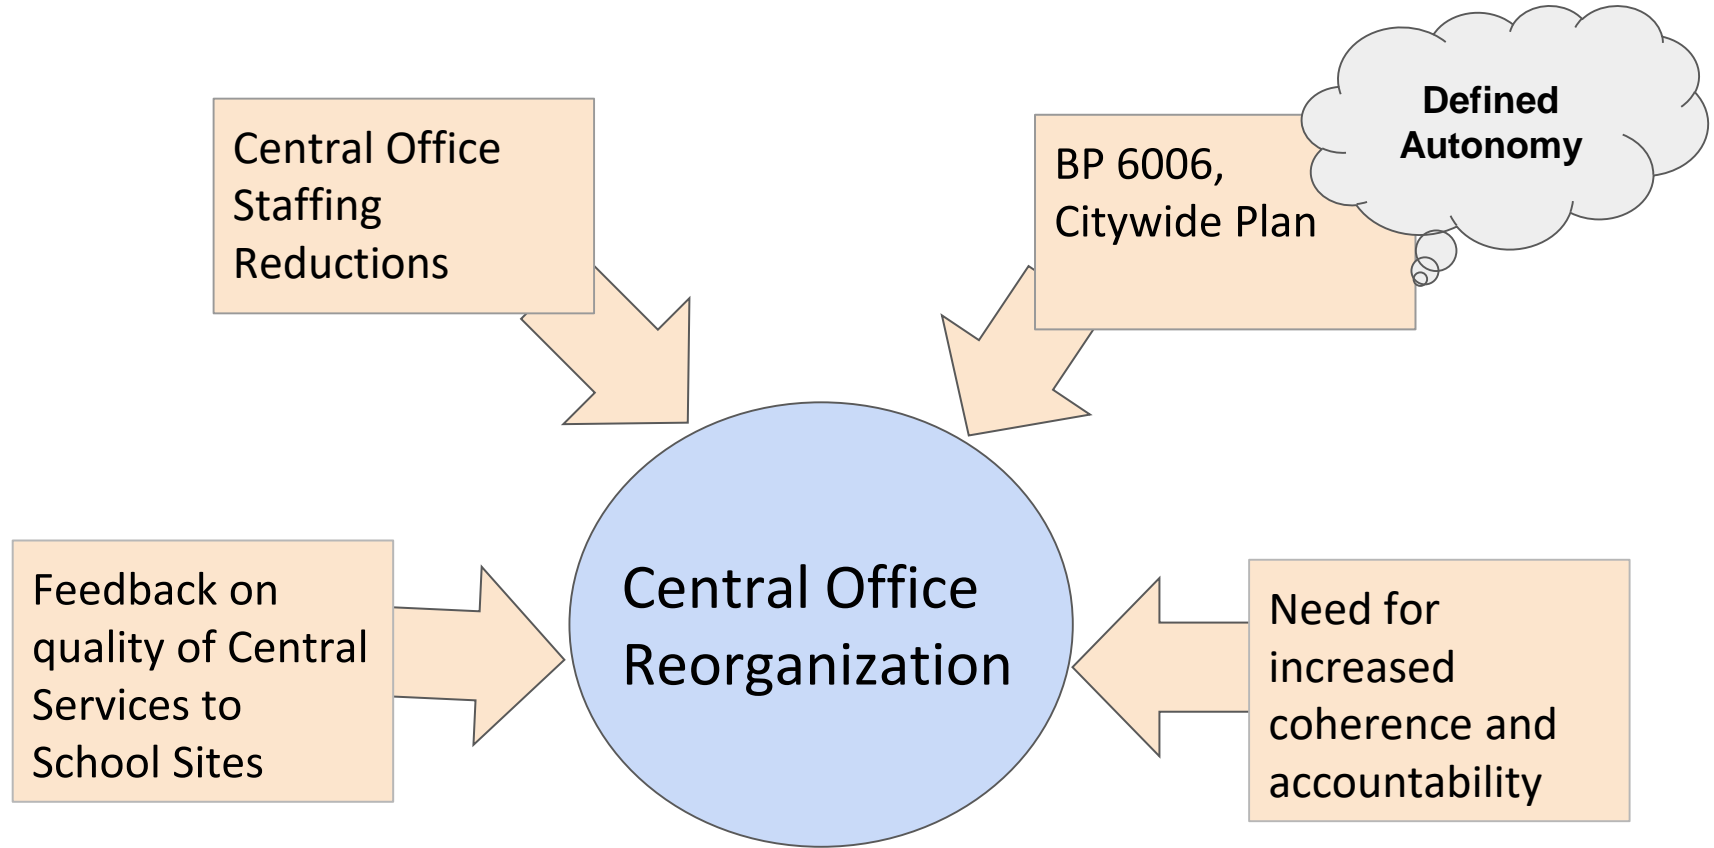 Central Office
Staffing
Reductions
BP 6006,
Citywide Plan
Defined
Autonomy
Feedback on
quality of Central
Services to
School Sites
Central Office
Reorganization
Need for
increased
coherence and
accountability